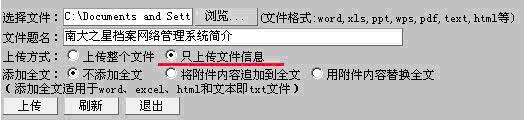 选择文件: C:\Documents and Sett 浏览... (文件格式:word,xls,ppt,wps,pdf,text,html等)
文件题名: 南大之星档案网络管理系统简介
上传方式: 上传整个文件 只上传文件信息
添加全文: 不添加全文 将附件内容追加到全文 用附件内容替换全文
(添加全文适用于word、excel、html和文本即txt文件)
上传 刷新 退出